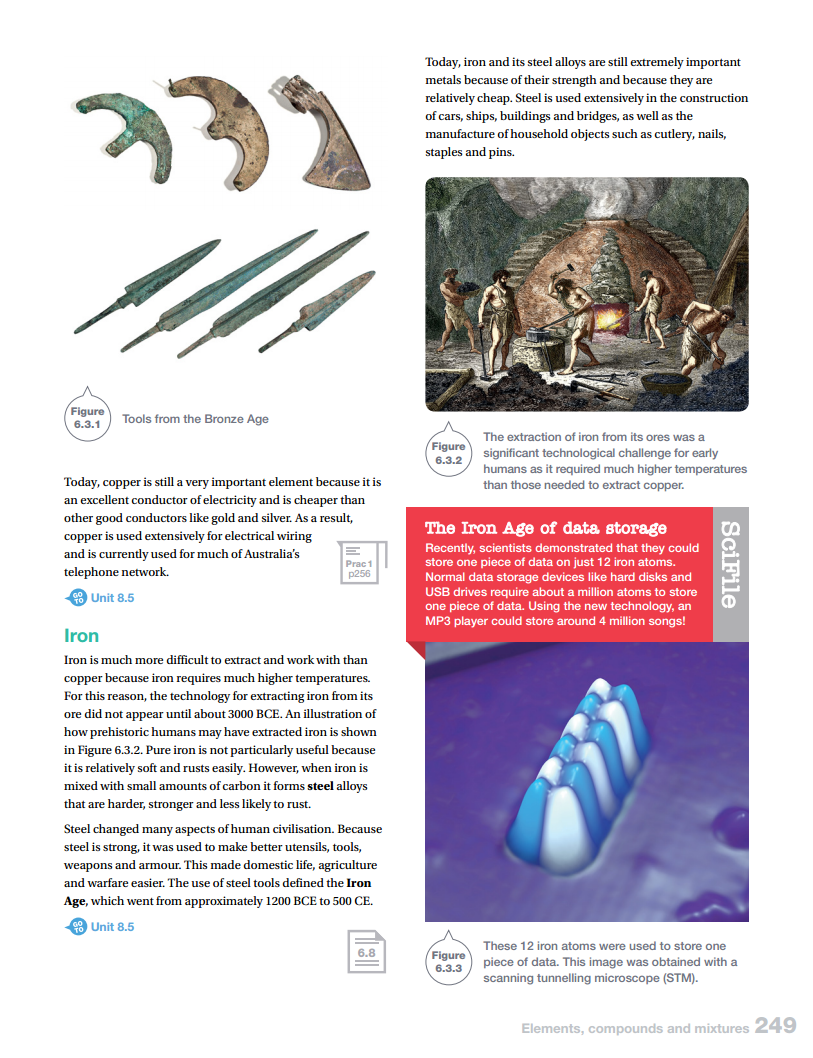 Figure
6.3.1
Tools from the Bronze Age
Today, copper is still a very important element because it is
an excellent conductor of electricity and is cheaper than
other good conductors like gold and silver. As a result,
copper is used extensively for electrical wiring
and is currently used for much of Australia's
telephone network.
Prac 1
p256
GO TO
Unit 8.5
Iron
Iron is much more difficult to extract and work with than
copper because iron requires much higher temperatures.
For this reason, the technology for extracting iron from its
ore did not appear until about 3000 BCE. An illustration of
how prehistoric humans may have extracted iron is shown
in Figure 6.3.2. Pure iron is not particularly useful because
it is relatively soft and rusts easily. However, when iron is
mixed with small amounts of carbon it forms steel alloys
that are harder, stronger and less likely to rust.
Steel changed many aspects of human civilisation. Because
steel is strong, it was used to make better utensils, tools,
weapons and armour. This made domestic life, agriculture
and warfare easier. The use of steel tools defined the Iron
Age, which went from approximately 1200 BCE to 500 CE.
GO TO
Unit 8.5
6.8
Today, iron and its steel alloys are still extremely important
metals because of their strength and because they are
relatively cheap. Steel is used extensively in the construction
of cars, ships, buildings and bridges, as well as the
manufacture of household objects such as cutlery, nails,
staples and pins.
Figure
6.3.2
The extraction of iron from its ores was a
significant technological challenge for early
humans as it required much higher temperatures
than those needed to extract copper.
The Iron Age of data storage
Recently, scientists demonstrated that they could
store one piece of data on just 12 iron atoms.
Normal data storage devices like hard disks and
USB drives require about a million atoms to store
one piece of data. Using the new technology, an
MP3 player could store around 4 million songs!
SciFile
Figure
6.3.3
These 12 iron atoms were used to store one
piece of data. This image was obtained with a
scanning tunnelling microscope (STM).
Elements, compounds and mixtures 249